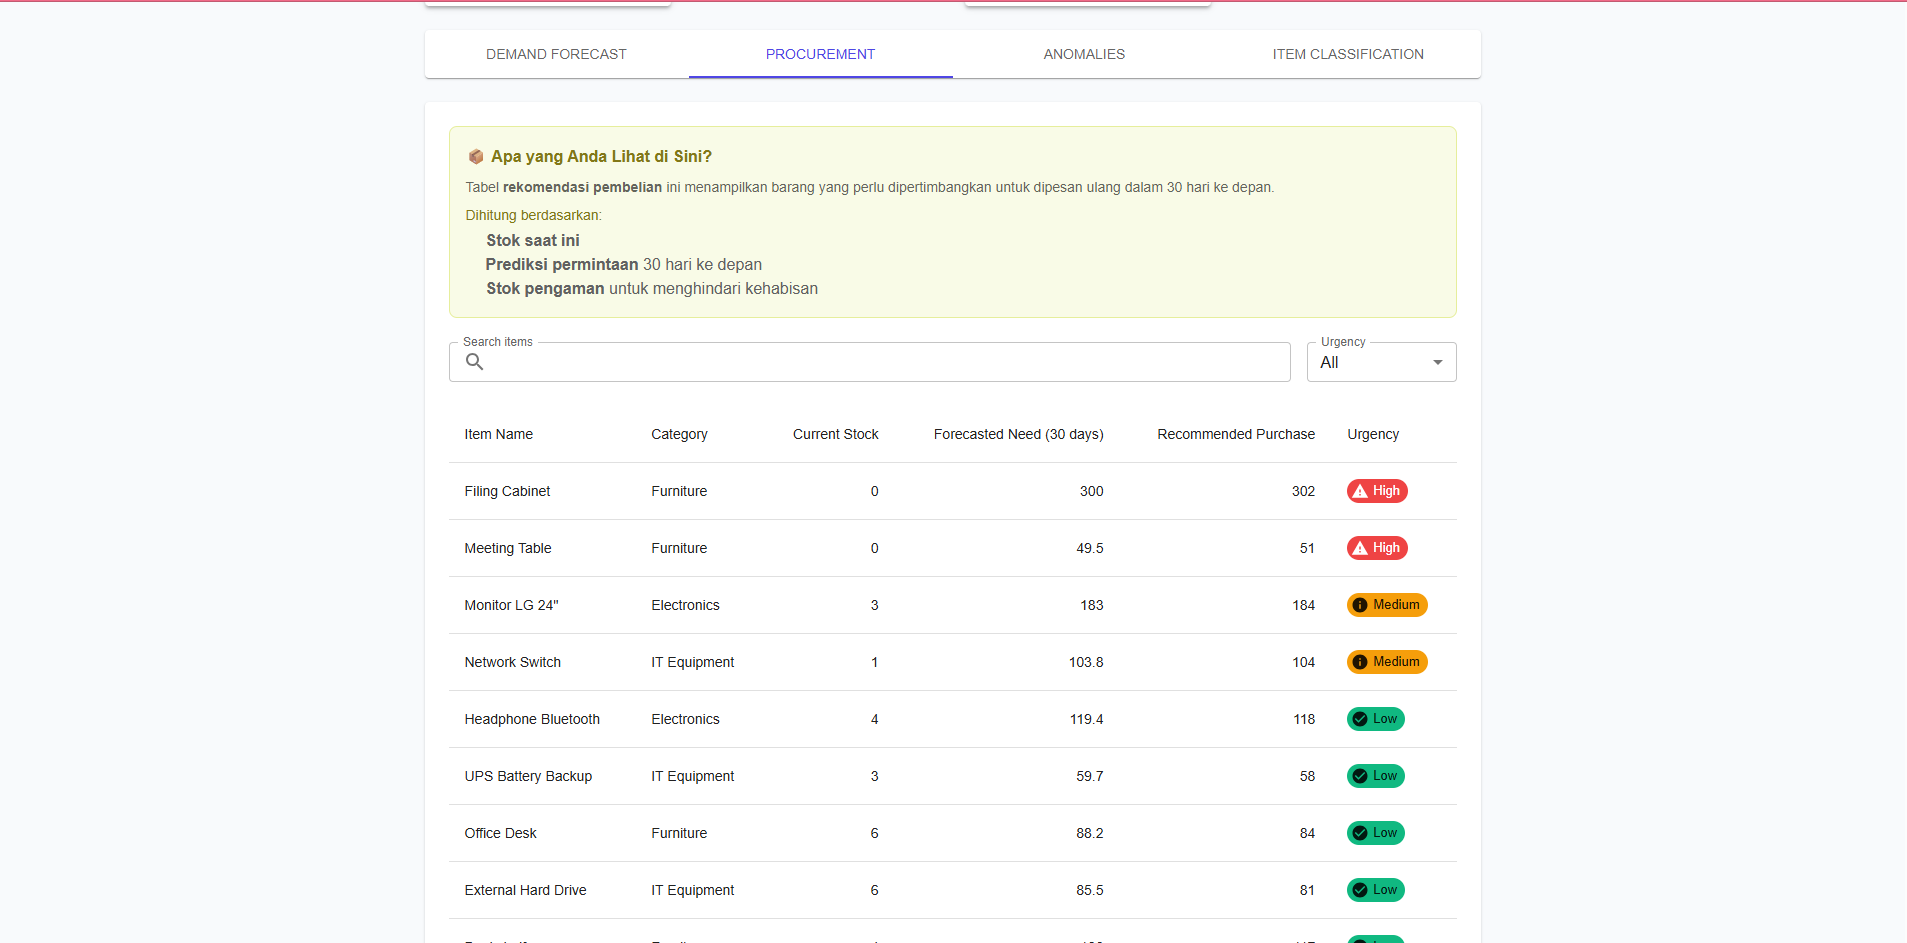 DEMAND FORECAST PROCUREMENT ANOMALIES ITEM CLASSIFICATION
Apa yang Anda Lihat di Sini?
Tabel rekomendasi pembelian ini menampilkan barang yang perlu dipertimbangkan untuk dipesan ulang dalam 30 hari ke depan.
Dihitung berdasarkan:
Stok saat ini
Prediksi permintaan 30 hari ke depan
Stok pengaman untuk menghindari kehabisan
Search items Urgency
All
Item Name Category Current Stock Forecasted Need (30 days) Recommended Purchase Urgency
Filing Cabinet Furniture 0 300 302 High
Meeting Table Furniture 0 49.5 51 High
Monitor LG 24" Electronics 3 183 184 Medium
Network Switch IT Equipment 1 103.8 104 Medium
Headphone Bluetooth Electronics 4 119.4 118 Low
UPS Battery Backup IT Equipment 3 59.7 58 Low
Office Desk Furniture 6 88.2 84 Low
External Hard Drive IT Equipment 6 85.5 81 Low